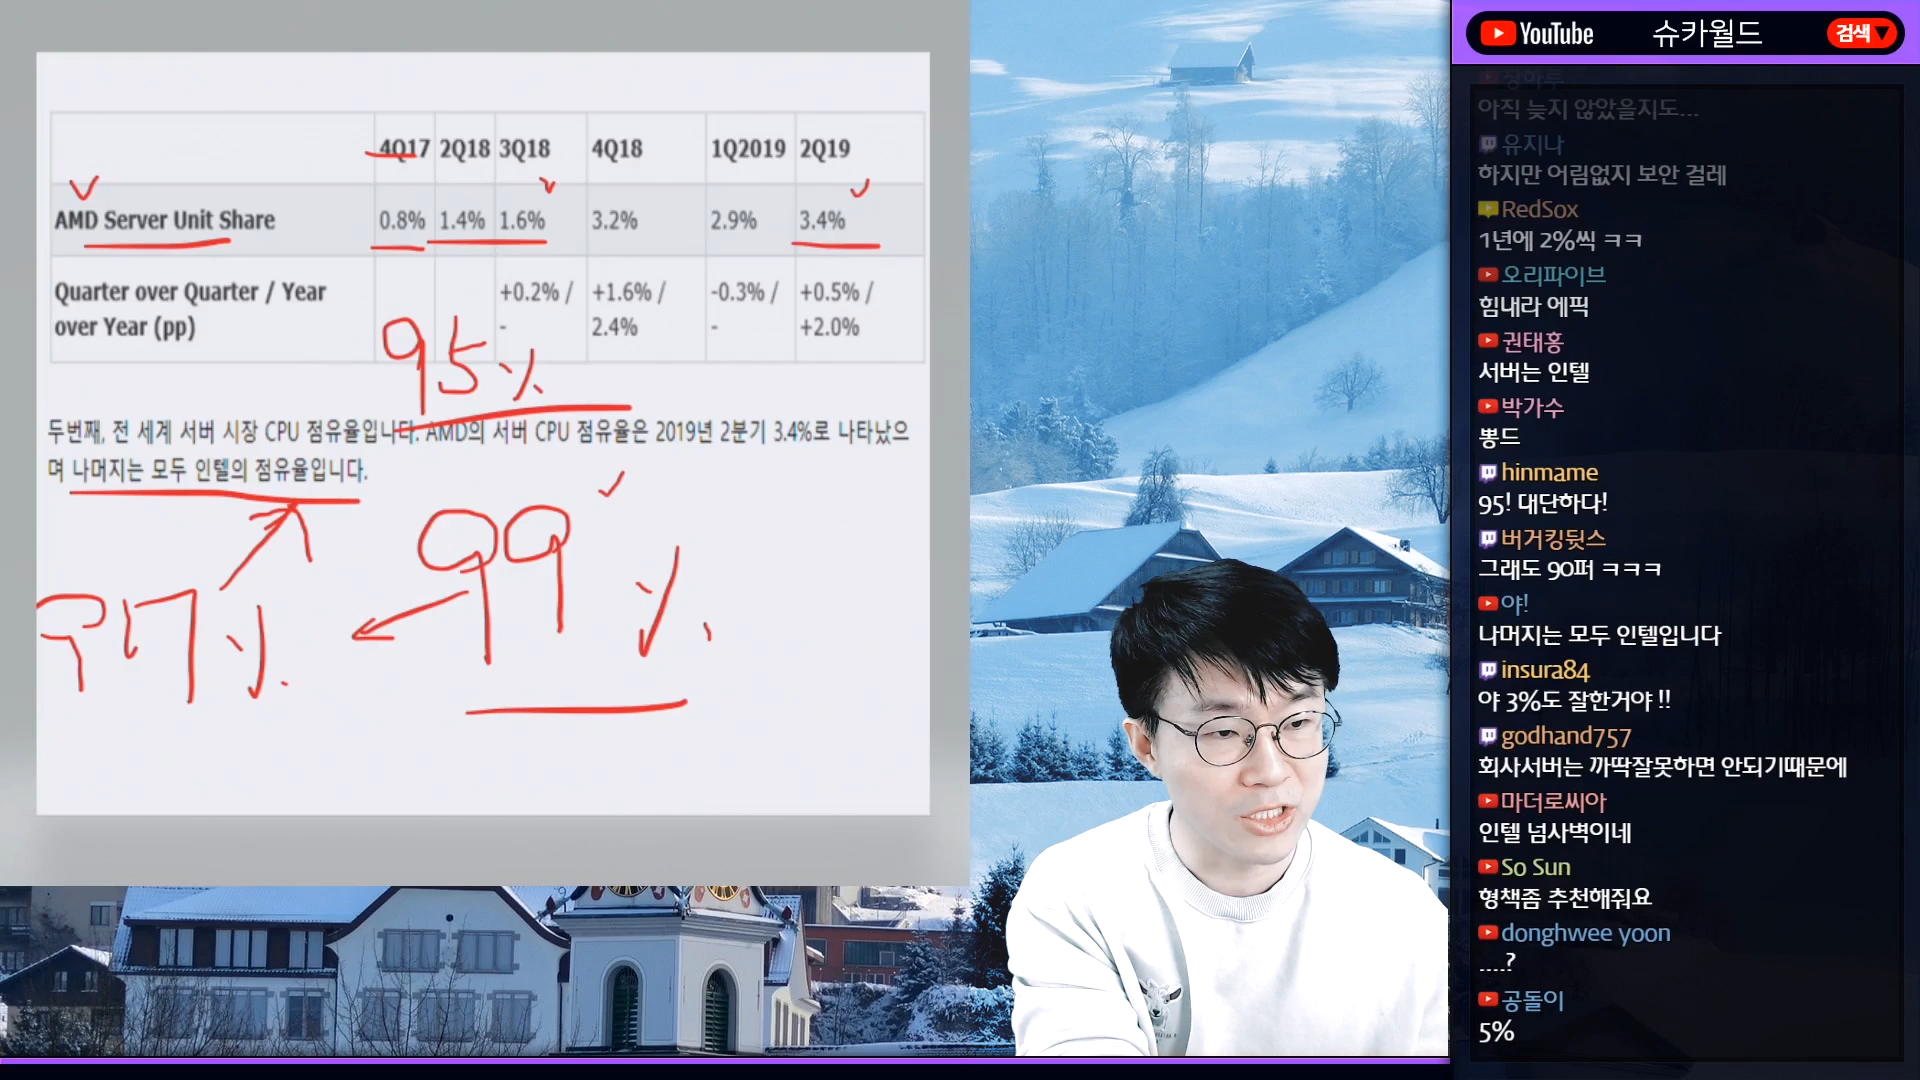 4Q17 2Q18 3Q18 4Q18 1Q2019 2Q19
AMD Server Unit Share 0.8% 1.4% 1.6% 3.2% 2.9% 3.4%
Quarter over Quarter / Year +0.2% / +1.6% / -0.3% / +0.5% /
over Year (pp) - 2.4% - +2.0%
95%
두번째, 전 세계 서버 시장 CPU 점유율입니다. AMD의 서버 CPU 점유율은 2019년 2분기 3.4%로 나타났으
며 나머지는 모두 인텔의 점유율입니다.
99%
97%
YouTube 슈카월드 검색▼
아직 늦지 않았을지도...
유지나
하지만 어림없지 보안 걸레
RedSox
1년에 2%씩 ㅋㅋ
오리파이브
힘내라 에픽
권태홍
서버는 인텔
박가수
뽕드
hinmame
95! 대단하다!
버거킹뒷스
그래도 90퍼 ㅋㅋㅋ
야!
나머지는 모두 인텔입니다
insura84
야 3%도 잘한거야 !!
godhand757
회사서버는 까딱잘못하면 안되기때문에
마더로씨아
인텔 넘사벽이네
So Sun
형책좀 추천해줘요
donghwee yoon
.....?
공돌이
5%